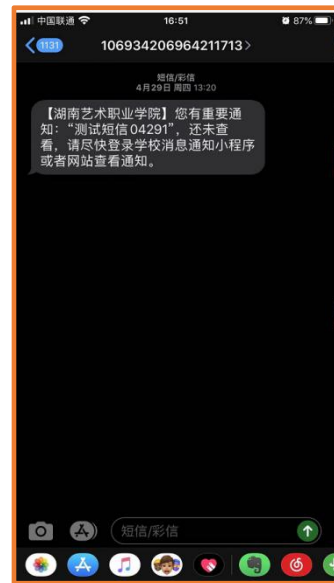 中国联通 16:51 87%
1131 106934206964211713
短信/彩信
4月29日 周四 13:20
【湖南艺术职业学院】您有重要通
知：“测试短信04291”，还未查
看，请尽快登录学校消息通知小程序
或者网站查看通知。
短信/彩信